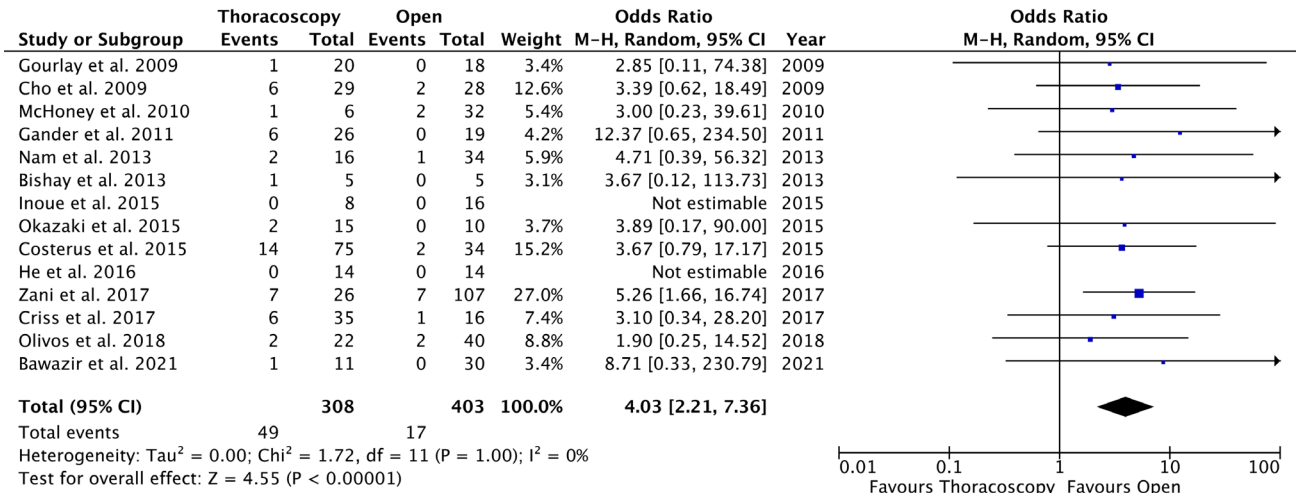 Thoracoscopy Open Odds Ratio Odds Ratio
Study or Subgroup Events Total Events Total Weight M-H, Random, 95% CI Year M-H, Random, 95% CI
Gourlay et al. 2009 1 20 0 18 3.4% 2.85 [0.11, 74.38] 2009
Cho et al. 2009 6 29 2 28 12.6% 3.39 [0.62, 18.49] 2009
McHoney et al. 2010 1 6 2 32 5.4% 3.00 [0.23, 39.61] 2010
Gander et al. 2011 6 26 0 19 4.2% 12.37 [0.65, 234.50] 2011
Nam et al. 2013 2 16 1 34 5.9% 4.71 [0.39, 56.32] 2013
Bishay et al. 2013 1 5 0 5 3.1% 3.67 [0.12, 113.73] 2013
Inoue et al. 2015 0 8 0 16 Not estimable 2015
Okazaki et al. 2015 2 15 0 10 3.7% 3.89 [0.17, 90.00] 2015
Costerus et al. 2015 14 75 2 34 15.2% 3.67 [0.79, 17.17] 2015
He et al. 2016 0 14 0 14 Not estimable 2016
Zani et al. 2017 7 26 7 107 27.0% 5.26 [1.66, 16.74] 2017
Criss et al. 2017 6 35 1 16 7.4% 3.10 [0.34, 28.20] 2017
Olivos et al. 2018 2 22 2 40 8.8% 1.90 [0.25, 14.52] 2018
Bawazir et al. 2021 1 11 0 30 3.4% 8.71 [0.33, 230.79] 2021
Total (95% CI) 308 403 100.0% 4.03 [2.21, 7.36]
Total events 49 17
Heterogeneity: Tau² = 0.00; Chi² = 1.72, df = 11 (P = 1.00); I² = 0%
Test for overall effect: Z = 4.55 (P < 0.00001)
0.01 0.1 1 10 100
Favours Thoracoscopy Favours Open